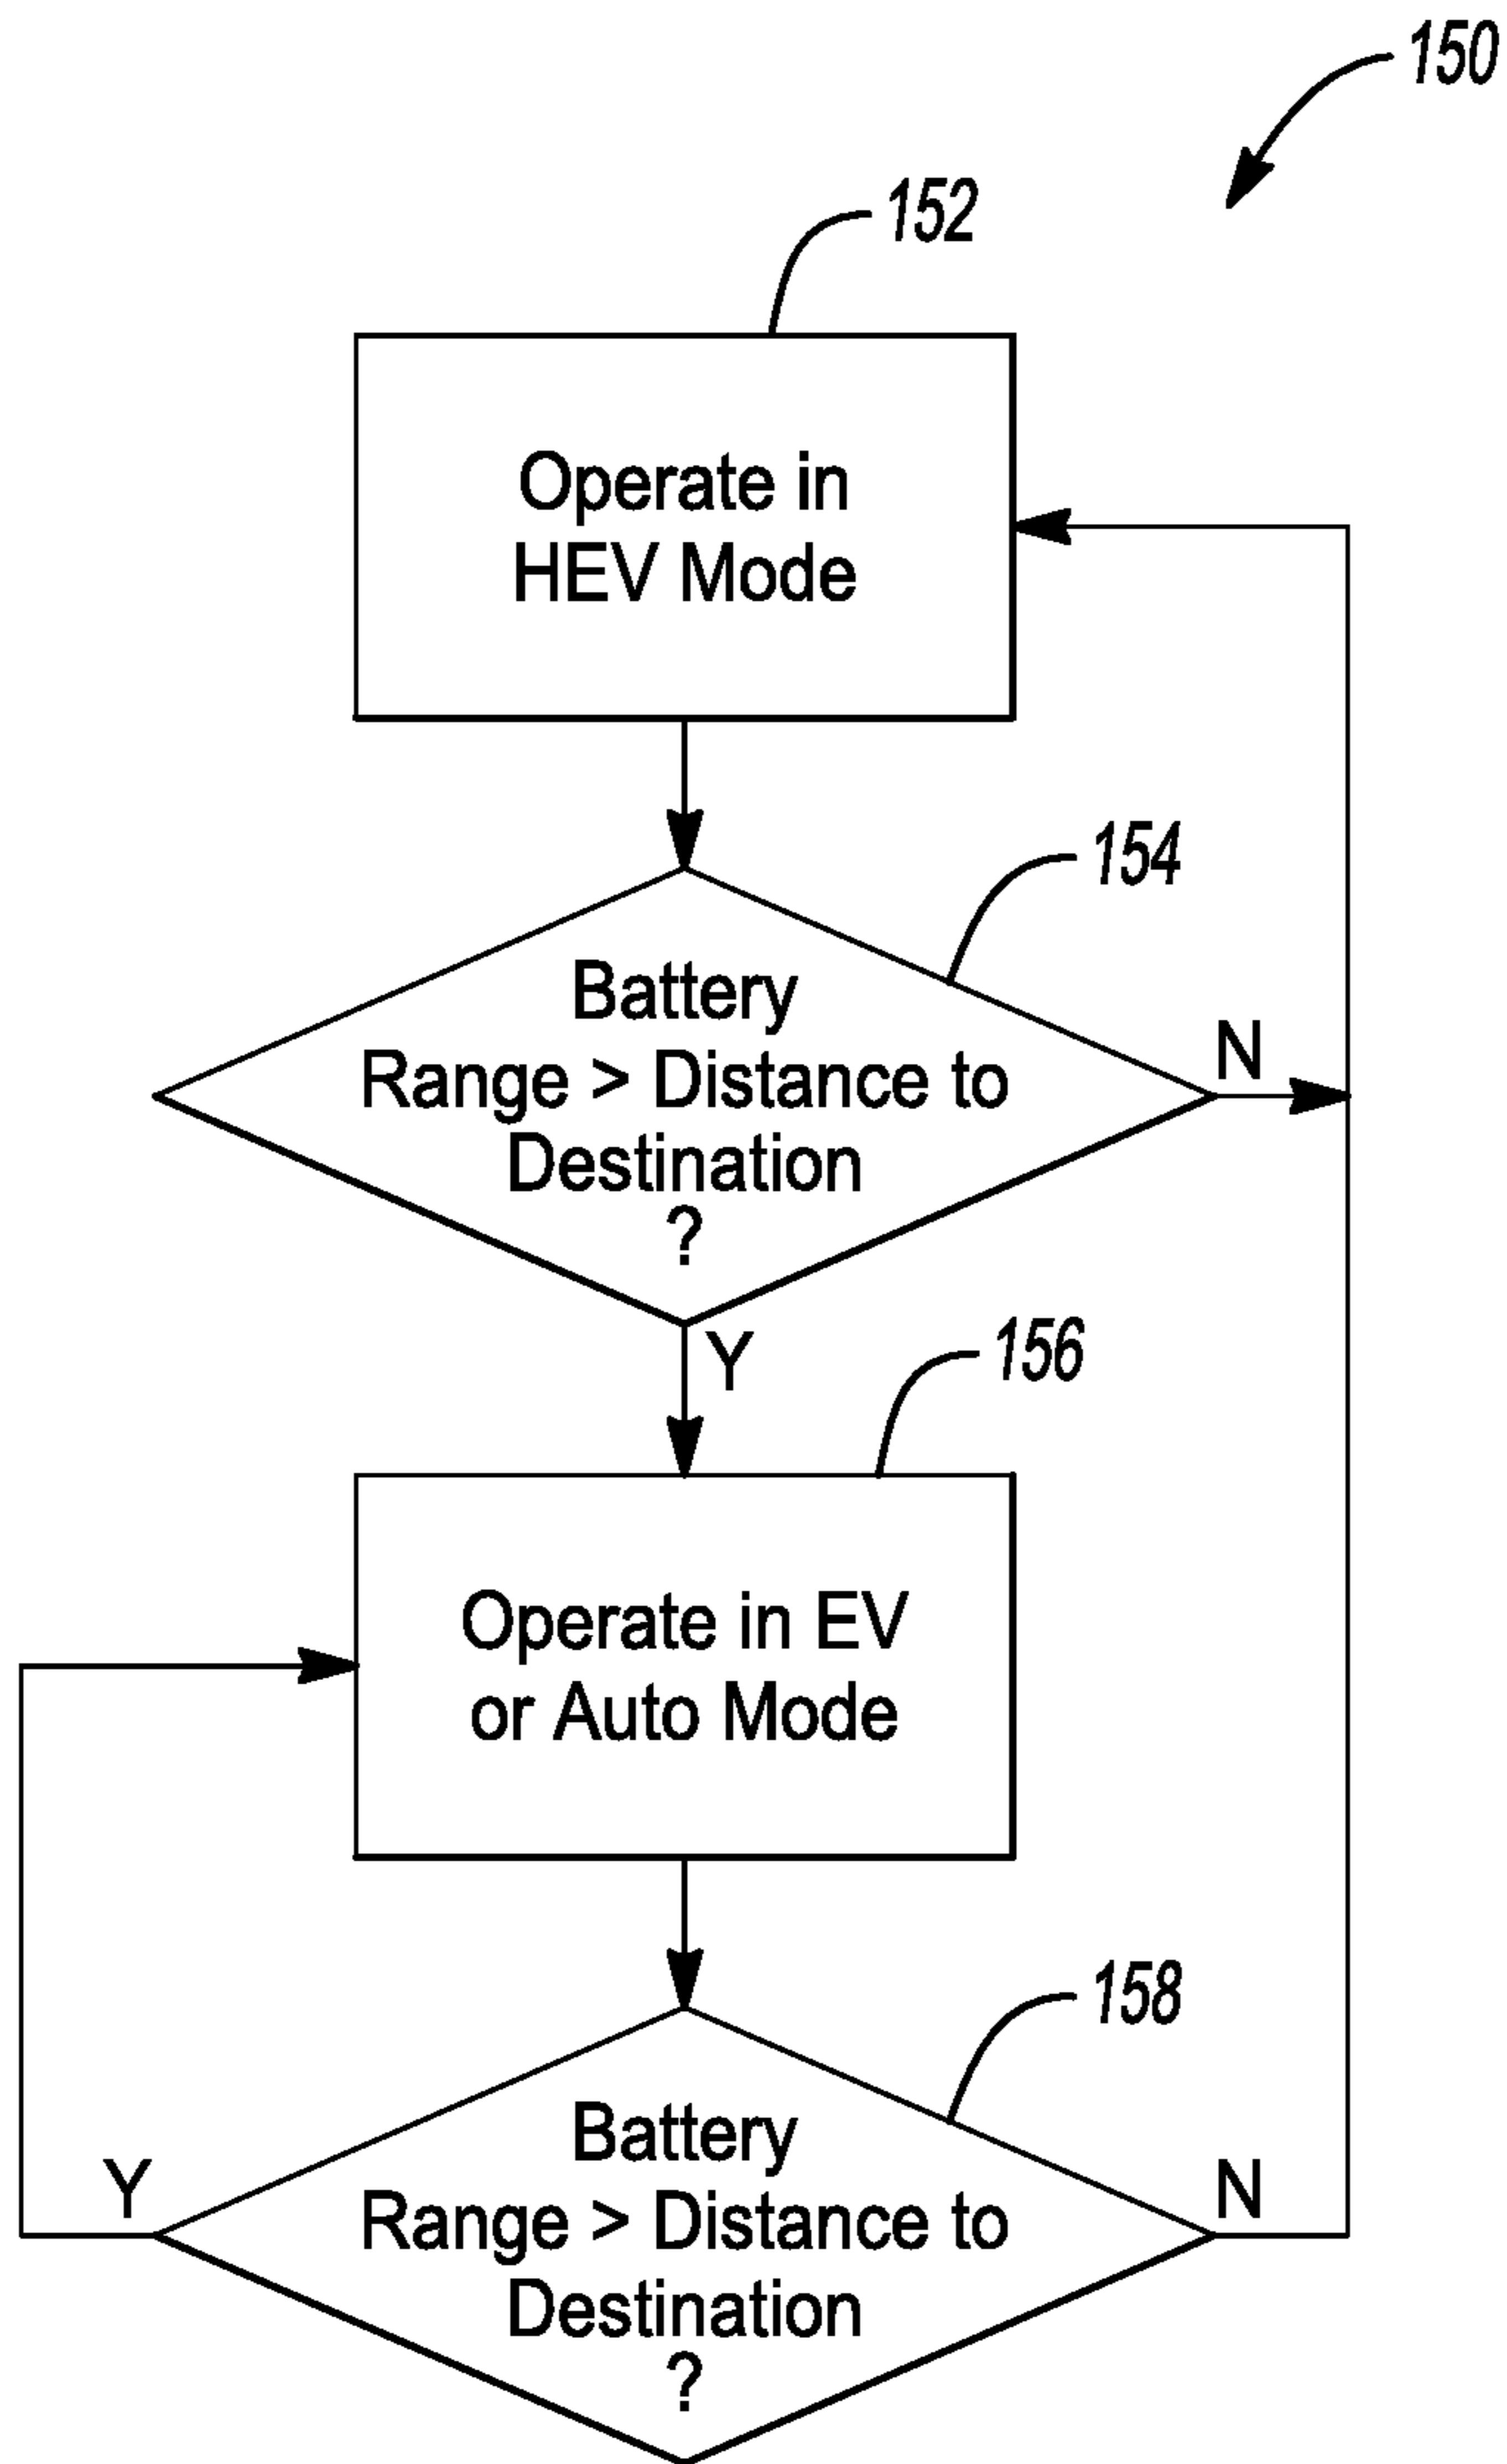 150
152
Operate in
HEV Mode
154
Battery
Range > Distance to
Destination
?
N
Y
156
Operate in EV
or Auto Mode
158
Battery
Range > Distance to
Destination
?
Y
N